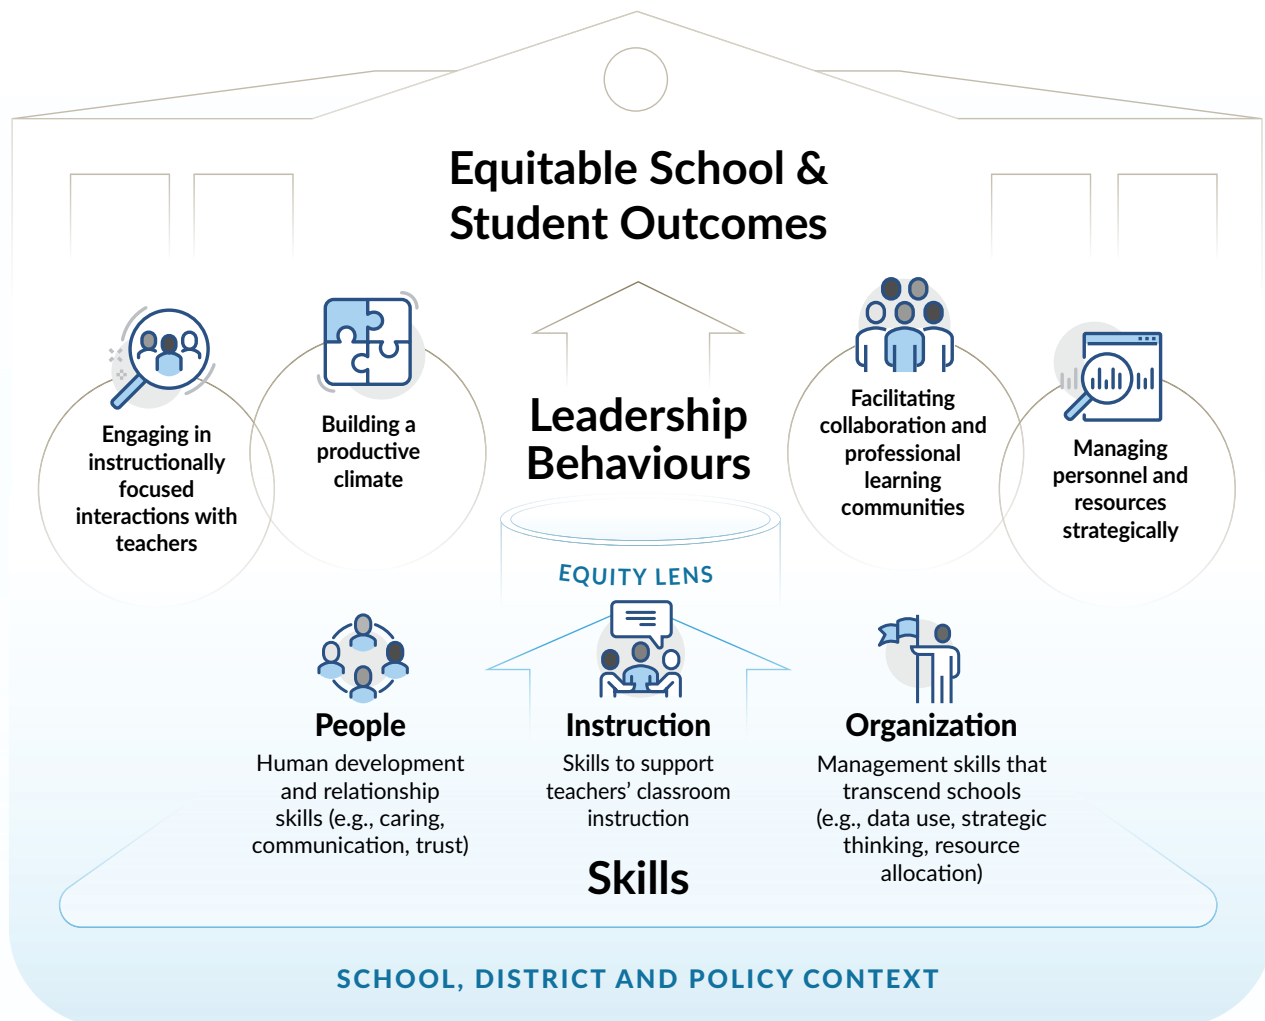 Equitable School &
Student Outcomes
Engaging in
instructionally
focused
interactions with
teachers
Building a
productive
climate
Leadership
Behaviours
Facilitating
collaboration and
professional
learning
communities
Managing
personnel and
resources
strategically
EQUITY LENS
People
Human development
and relationship
skills (e.g., caring,
communication, trust)
Instruction
Skills to support
teachers’ classroom
instruction
Organization
Management skills that
transcend schools
(e.g., data use, strategic
thinking, resource
allocation)
Skills
SCHOOL, DISTRICT AND POLICY CONTEXT